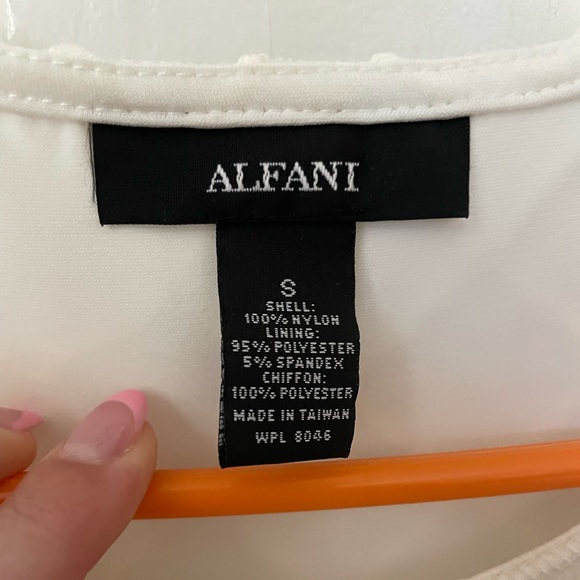 ALFANI
S
SHELL:
100% NYLON
LINING:
95% POLYESTER
5% SPANDEX
CHIFFON:
100% POLYESTER
MADE IN TAIWAN
WPL 8046